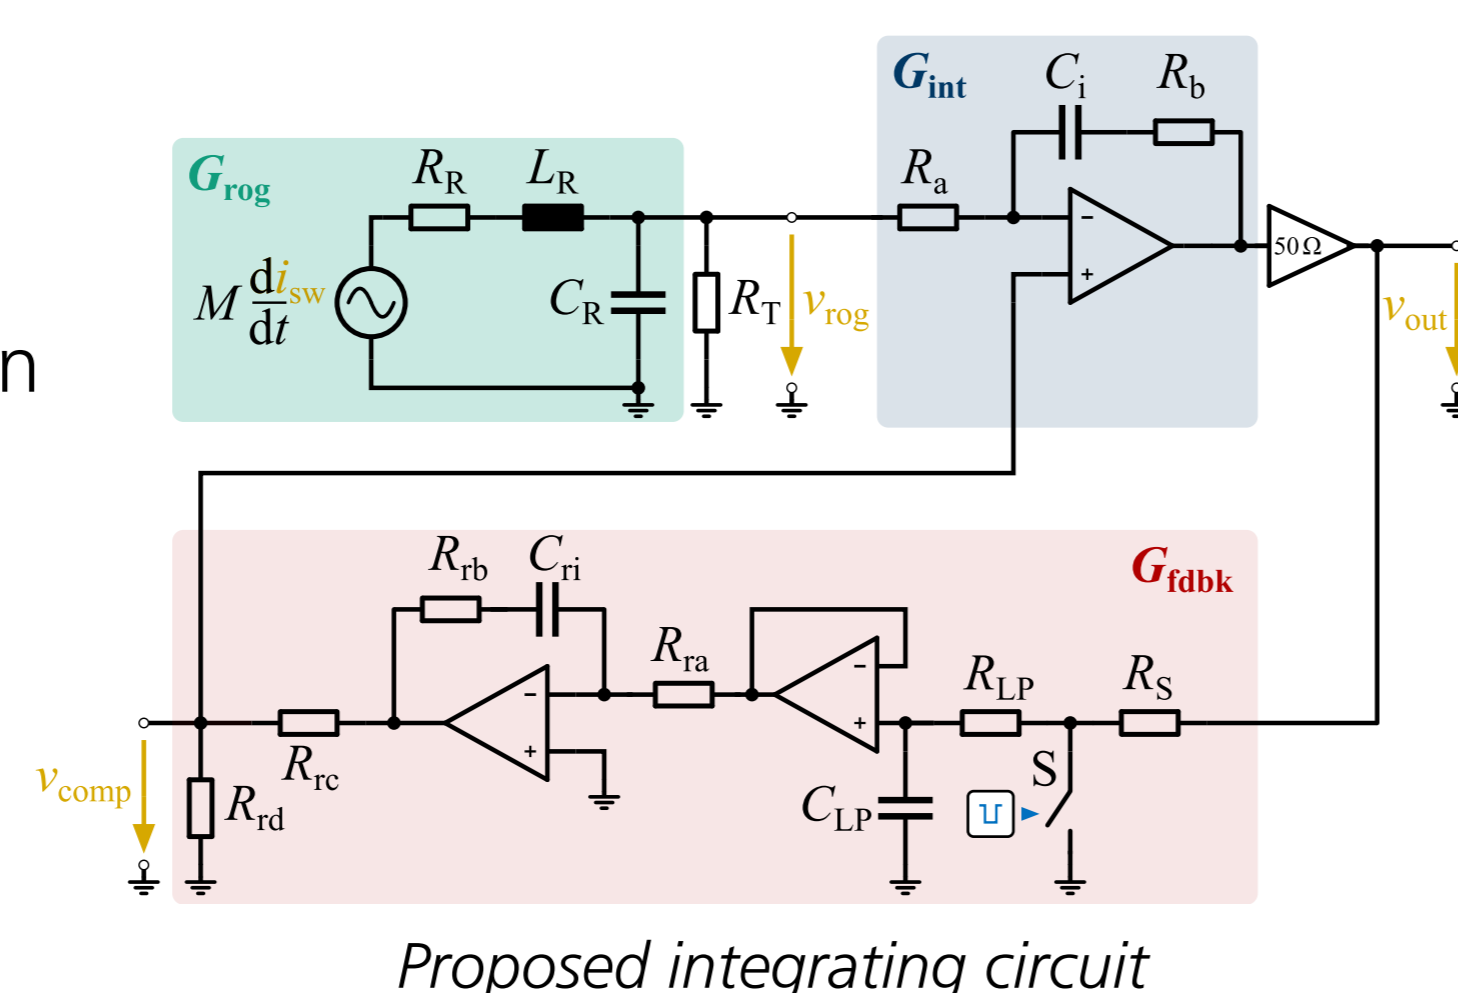 G_int
C_i
R_b
G_rog
R_R
L_R
R_a
−
+
50 Ω
M di_sw/dt
C_R
R_T
v_rog
v_out
n
G_fdbk
R_rb
C_ri
R_ra
−
+
−
+
R_LP
R_S
R_rc
S
v_comp
R_rd
C_LP
Proposed integrating circuit